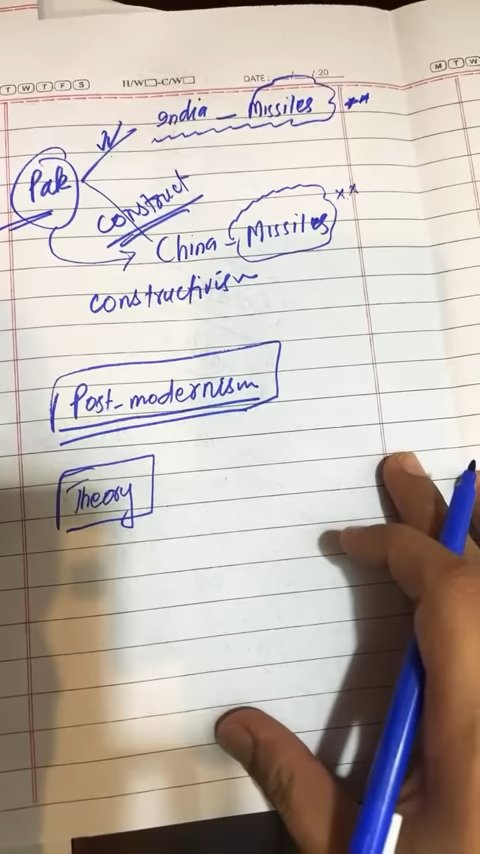 T W T F S H/W□-C/W□ DATE: / / 20 M T W
India - Missiles
Pak
construct
China - Missiles
constructivism
Post-modernism
Theory